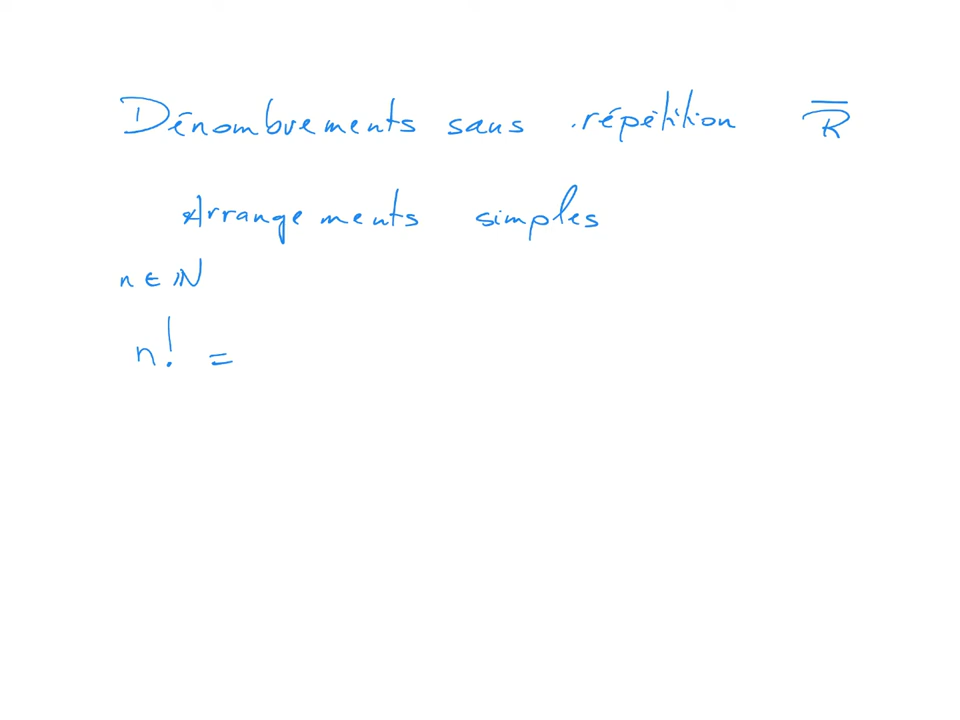 Dénombrements sans répétition R̅
Arrangements simples
n ∈ ℕ
n! =